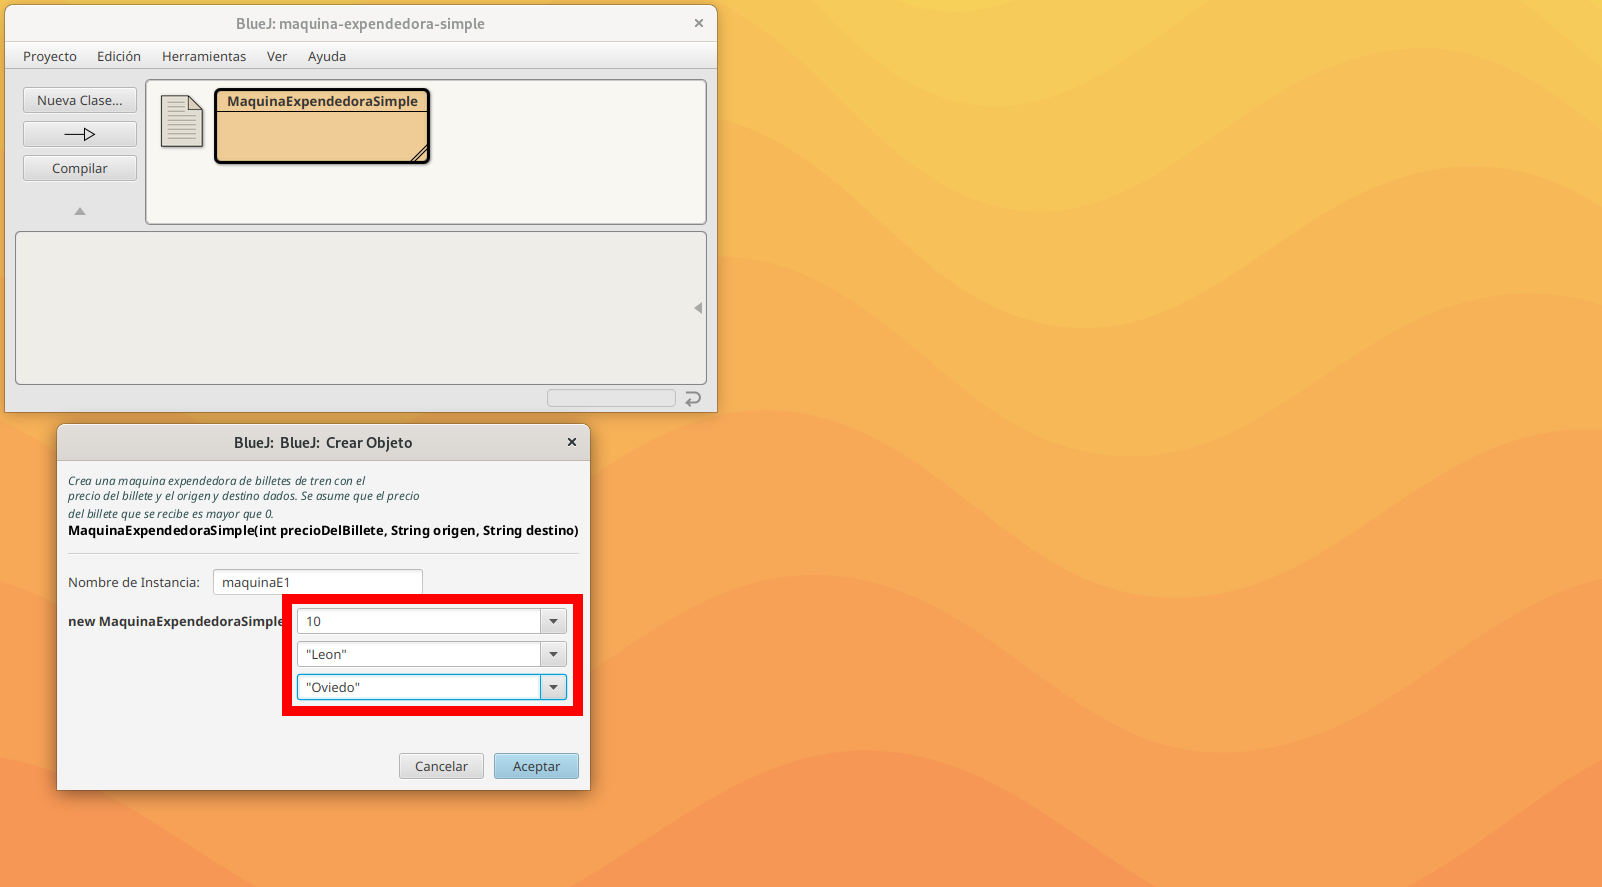 BlueJ: maquina-expendedora-simple
Proyecto Edición Herramientas Ver Ayuda
Nueva Clase...
Compilar
MaquinaExpendedoraSimple
BlueJ: BlueJ: Crear Objeto
Crea una maquina expendedora de billetes de tren con el
precio del billete y el origen y destino dados. Se asume que el precio
del billete que se recibe es mayor que 0.
MaquinaExpendedoraSimple(int precioDelBillete, String origen, String destino)
Nombre de Instancia: maquinaE1
new MaquinaExpendedoraSimple 10
"Leon"
"Oviedo"
Cancelar Aceptar